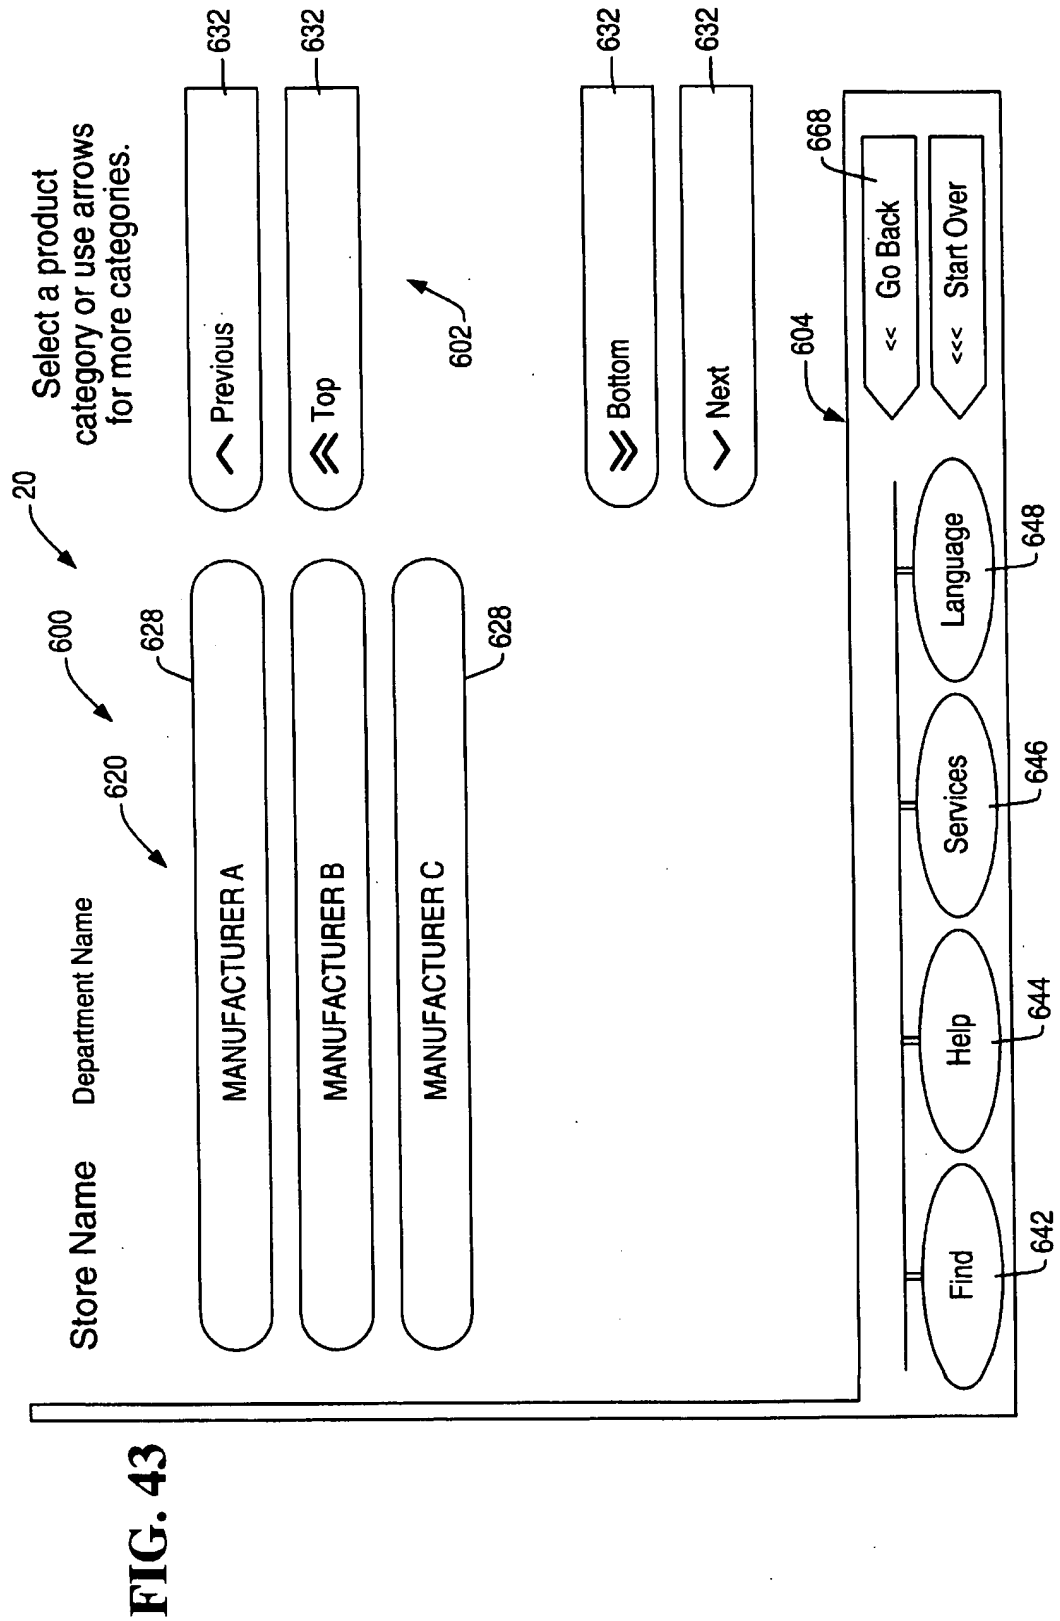 FIG. 43
Store Name
Department Name
620
600
20
Select a product
category or use arrows
for more categories.
MANUFACTURER A
628
MANUFACTURER B
MANUFACTURER C
628
Previous
632
Top
632
602
Bottom
632
Next
632
604
668
<< Go Back
<<< Start Over
Find
Help
Services
Language
642
644
646
648